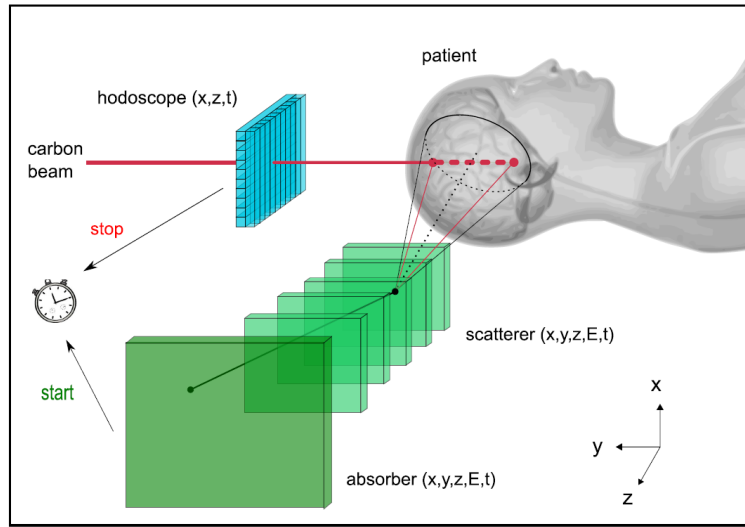 patient
hodoscope (x,z,t)
carbon
beam
stop
scatterer (x,y,z,E,t)
start
x
y
z
absorber (x,y,z,E,t)